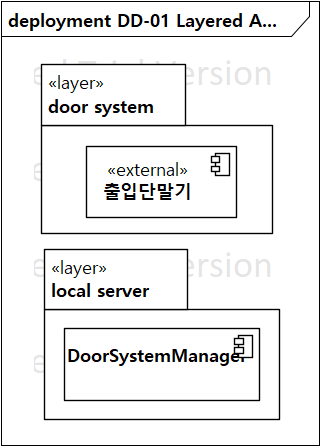 deployment DD-01 Layered A...
«layer»
door system
«external»
출입단말기
«layer»
local server
DoorSystemManager